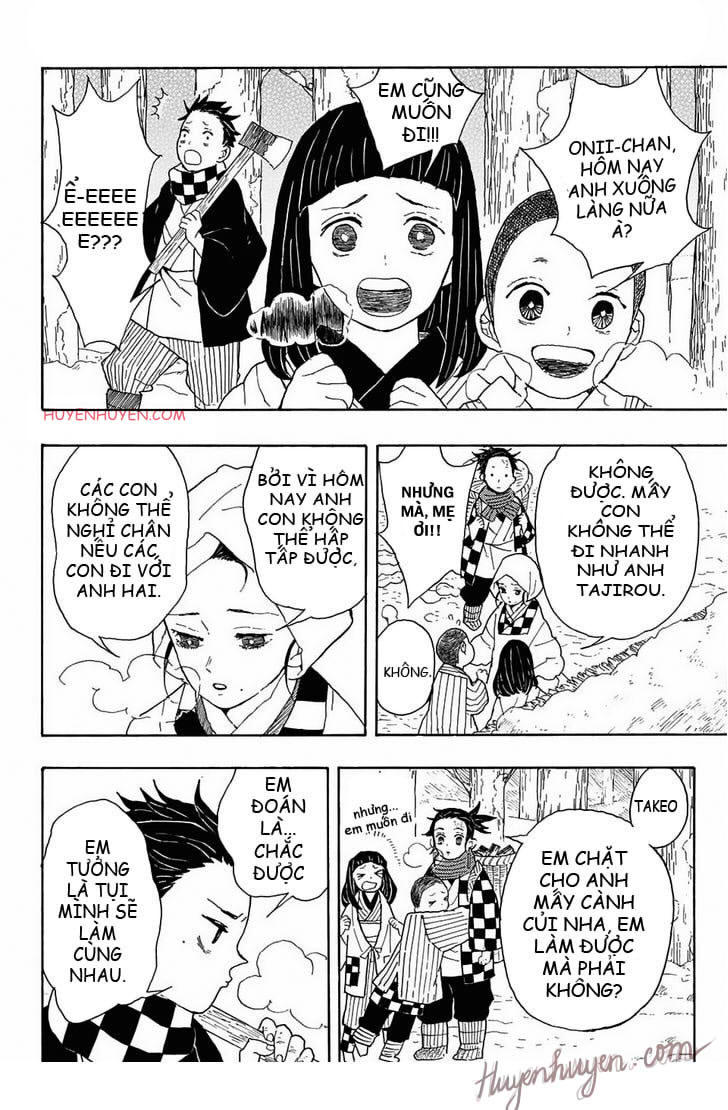 ONII-CHAN,
HÔM NAY
ANH XUỐNG
LÀNG NỮA
À?
EM CŨNG
MUỐN
ĐI!!!
Ể-EEEE
EEEEEEE
E???
HUYENHUYEN.COM
KHÔNG
ĐƯỢC. MẤY
CON
KHÔNG THỂ
ĐI NHANH
NHƯ ANH
TAJIROU.
NHƯNG
MÀ, MẸ
ƠI!!
KHÔNG.
BỞI VÌ HÔM
NAY ANH
CON KHÔNG
THỂ HẤP
TẤP ĐƯỢC,
CÁC CON
KHÔNG THỂ
NGHỈ CHÂN
NẾU CÁC
CON ĐI VỚI
ANH HAI.
TAKEO
EM CHẶT
CHO ANH
MẤY CÀNH
CỦI NHA, EM
LÀM ĐƯỢC
MÀ PHẢI
KHÔNG?
nhưng...
em muốn đi
EM
ĐOÁN
LÀ...
CHẮC
ĐƯỢC
EM
TƯỞNG
LÀ TỤI
MÌNH SẼ
LÀM
CÙNG
NHAU.
Huyenhuyen.com